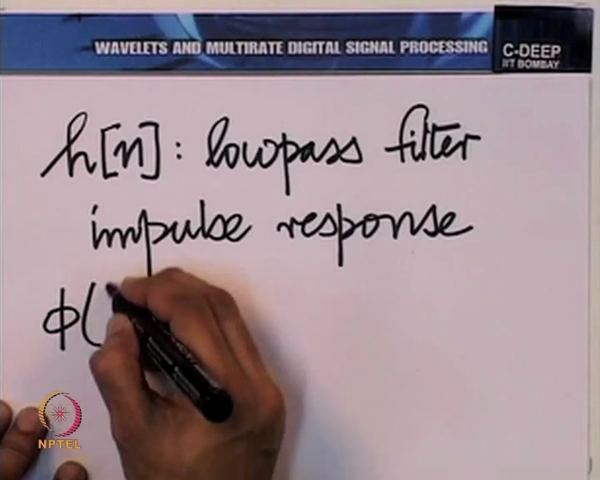 WAVELETS AND MULTIRATE DIGITAL SIGNAL PROCESSING
C-DEEP
IIT BOMBAY
h[n]: lowpass filter
impulse response
ϕ(
NPTEL